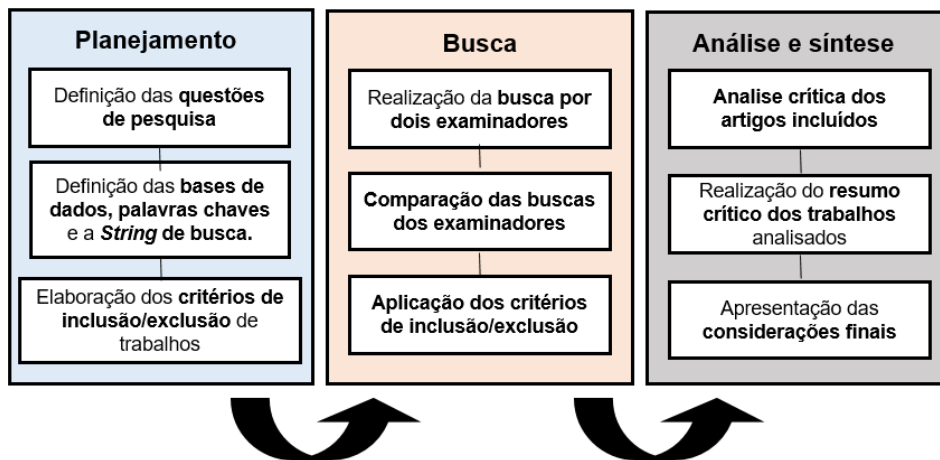 Planejamento
Definição das questões
de pesquisa
Definição das bases de
dados, palavras chaves
e a String de busca.
Elaboração dos critérios de
inclusão/exclusão de
trabalhos
Busca
Realização da busca por
dois examinadores
Comparação das buscas
dos examinadores
Aplicação dos critérios
de inclusão/exclusão
Análise e síntese
Analise crítica dos
artigos incluídos
Realização do resumo
crítico dos trabalhos
analisados
Apresentação das
considerações finais